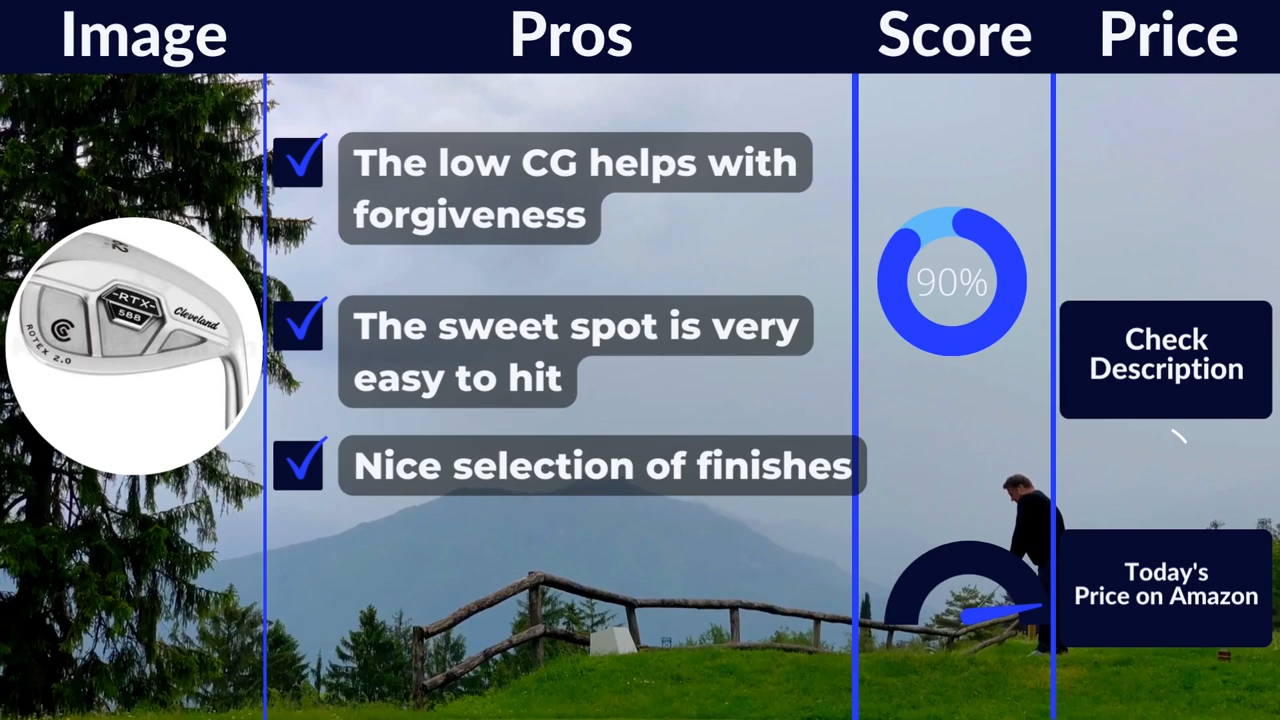 Image
Pros
Score
Price
The low CG helps with
forgiveness
The sweet spot is very
easy to hit
Nice selection of finishes
90%
Check
Description
Today's
Price on Amazon
-RTX-
588
Cleveland
ROTEX 2.0